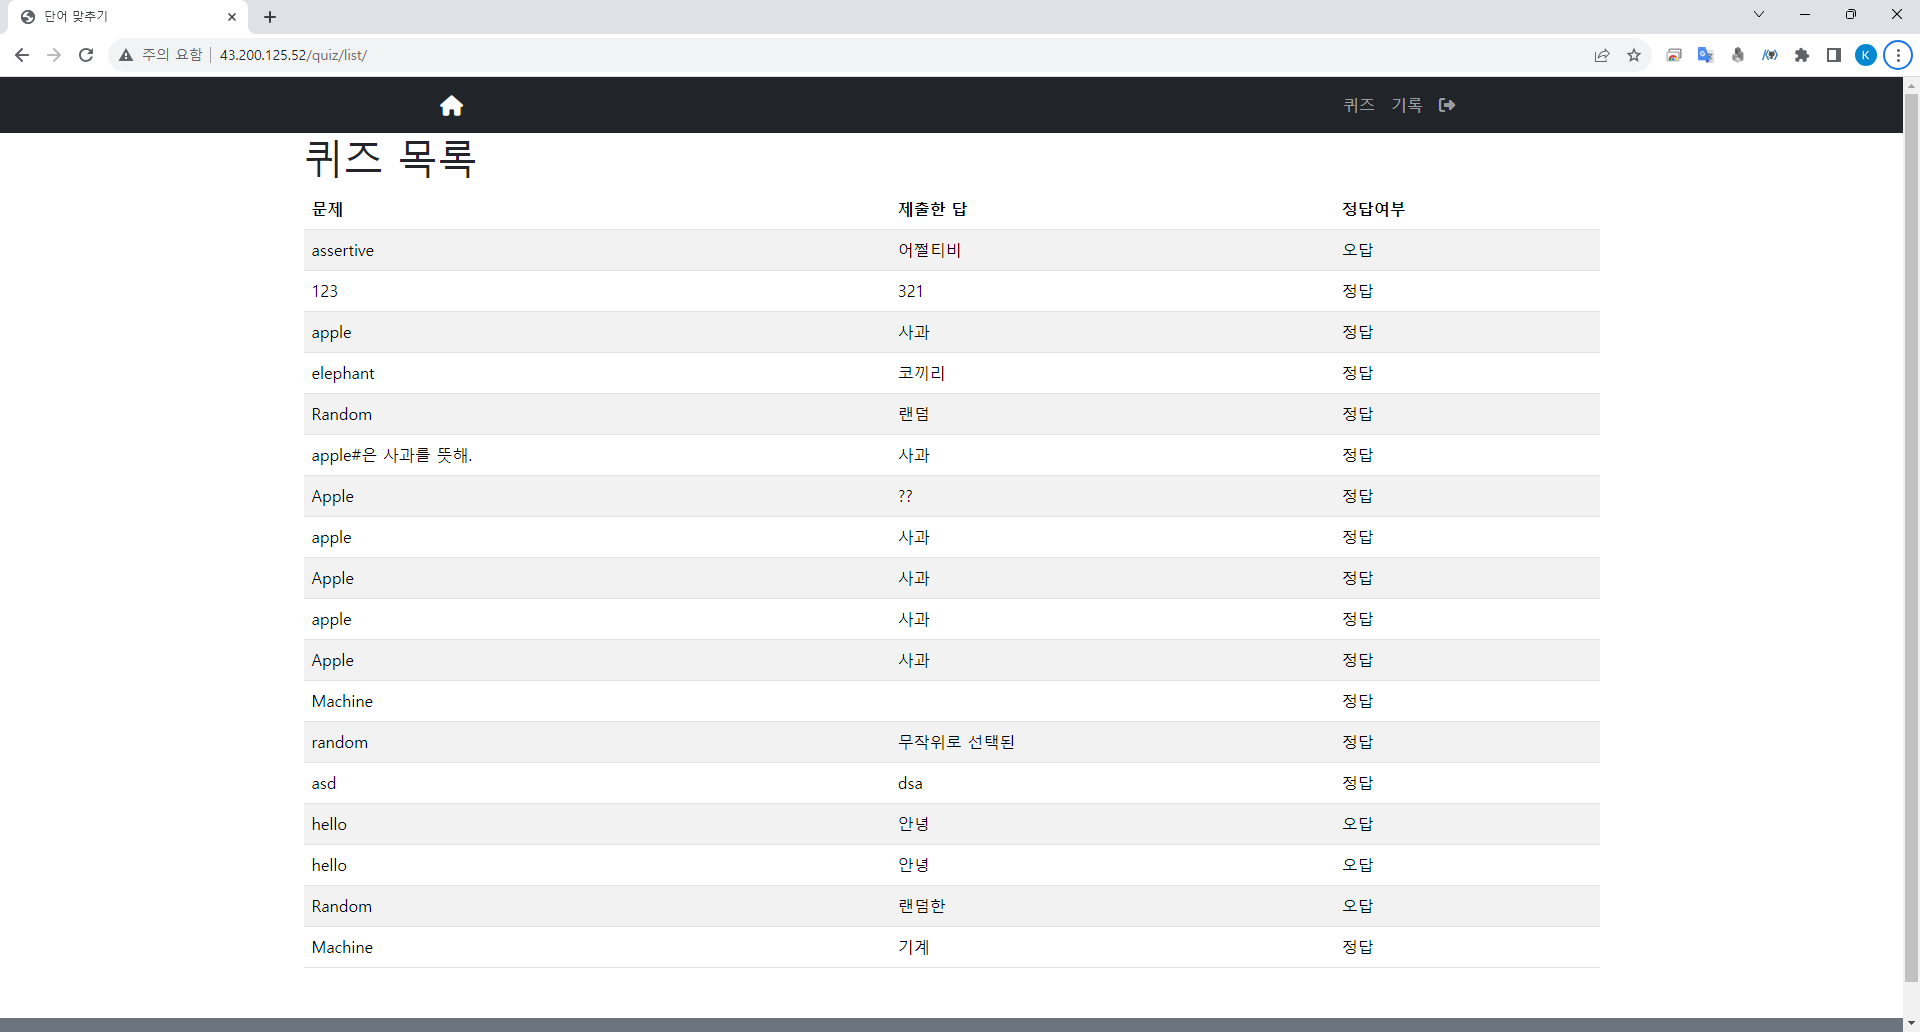 단어 맞추기
주의 요함 43.200.125.52/quiz/list/
K
퀴즈 기록
퀴즈 목록
문제 제출한 답 정답여부
assertive 어쩔티비 오답
123 321 정답
apple 사과 정답
elephant 코끼리 정답
Random 랜덤 정답
apple#은 사과를 뜻해. 사과 정답
Apple ?? 정답
apple 사과 정답
Apple 사과 정답
apple 사과 정답
Apple 사과 정답
Machine 정답
random 무작위로 선택된 정답
asd dsa 정답
hello 안녕 오답
hello 안녕 오답
Random 랜덤한 오답
Machine 기계 정답